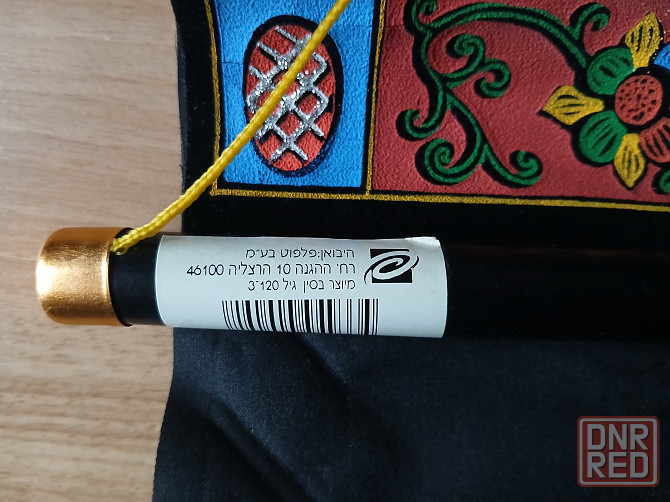 היבואן:פלפוט בע״מ
רח׳ ההגנה 10 הרצליה 46100
מיוצר בסין גיל 3-120
DNR
RED